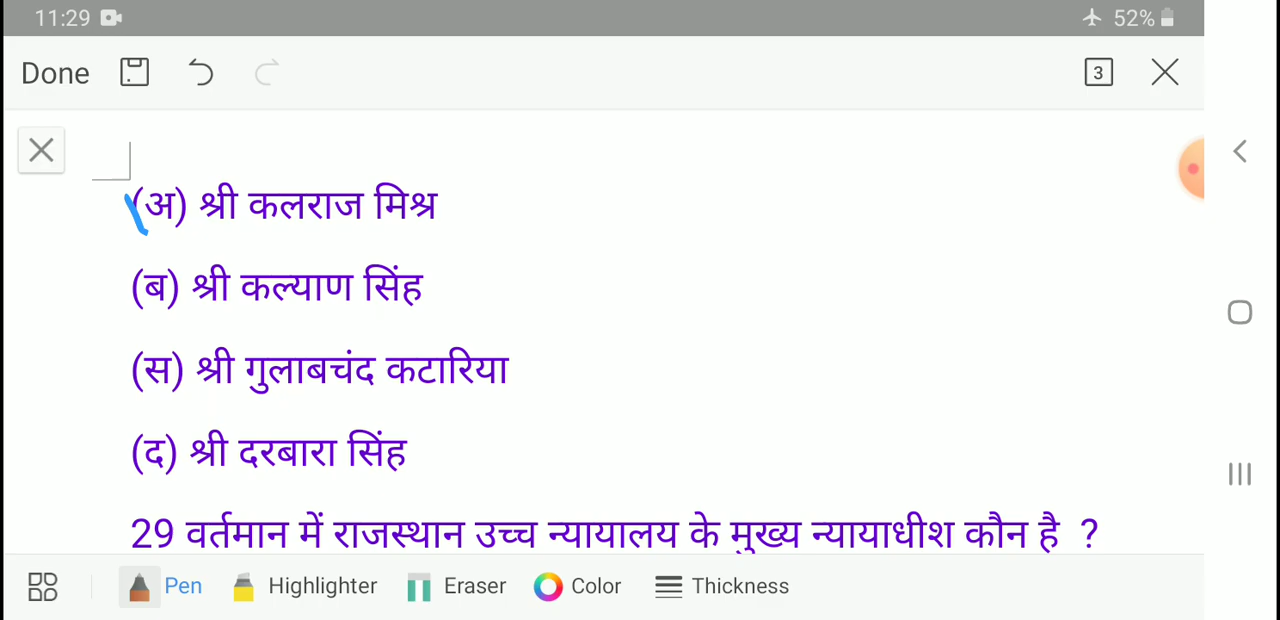 11:29 52%
Done 3
(अ) श्री कलराज मिश्र
(ब) श्री कल्याण सिंह
(स) श्री गुलाबचंद कटारिया
(द) श्री दरबारा सिंह
29 वर्तमान में राजस्थान उच्च न्यायालय के मुख्य न्यायाधीश कौन है ?
Pen Highlighter Eraser Color Thickness